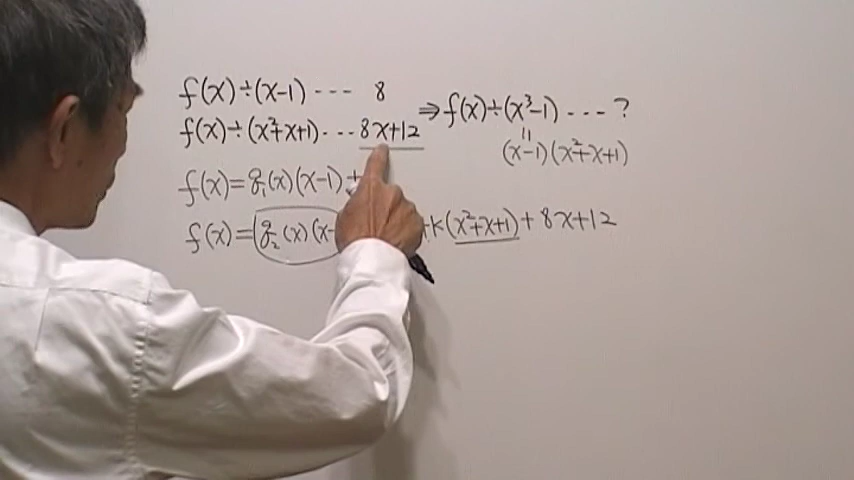 f(x)÷(x-1) --- 8
f(x)÷(x²+x+1)--- 8x+12
⇒f(x)÷(x³-1) --- ?
=
(x-1)(x²+x+1)
f(x)=g₁(x)(x-1)+
f(x)=(g₂(x)(x- +k(x²+x+1)+8x+12